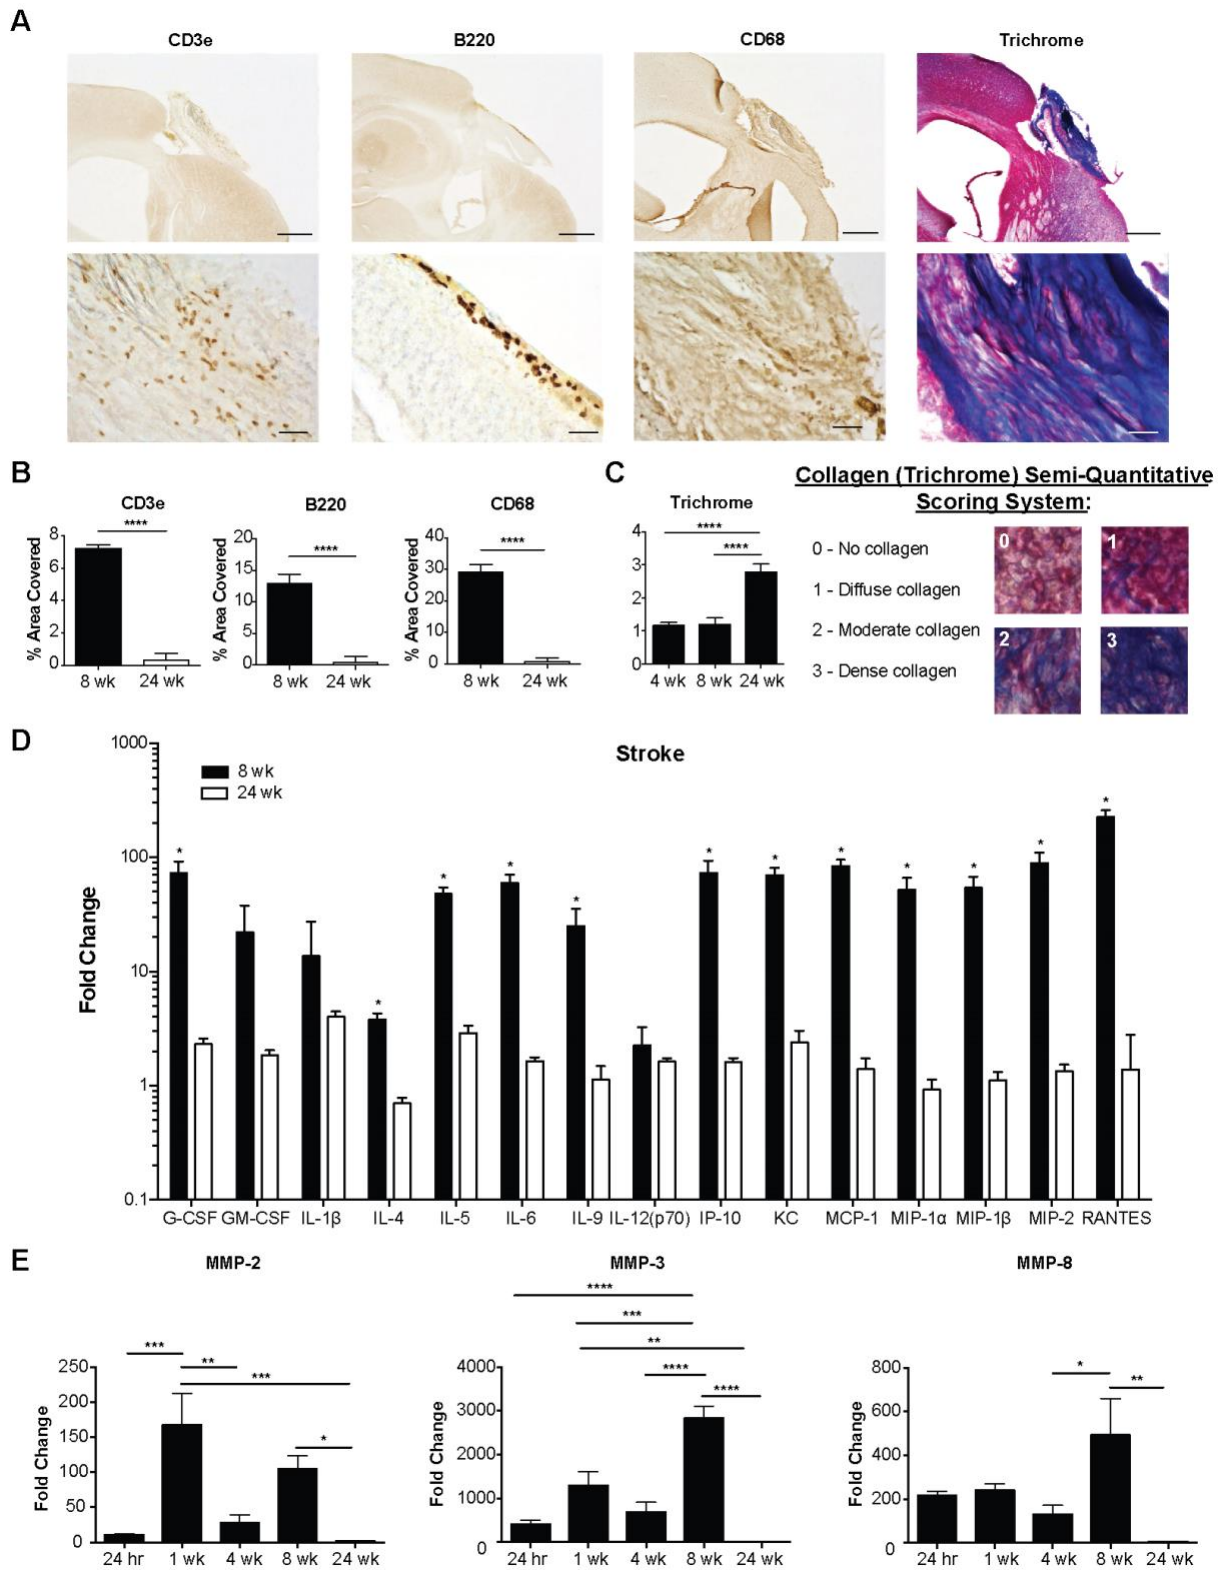 A
CD3e B220 CD68 Trichrome
B
CD3e B220 CD68
% Area Covered
8
6
4
2
0
****
8 wk 24 wk
% Area Covered
20
15
10
5
0
****
8 wk 24 wk
% Area Covered
40
30
20
10
0
****
8 wk 24 wk
C
Trichrome
4
3
2
1
0
****
****
4 wk 8 wk 24 wk
Collagen (Trichrome) Semi-Quantitative
Scoring System:
0 - No collagen
1 - Diffuse collagen
2 - Moderate collagen
3 - Dense collagen
0 1
2 3
D
Stroke
8 wk
24 wk
Fold Change
1000
100
10
1
0.1
* * * * * * * * * * * *
G-CSF GM-CSF IL-1β IL-4 IL-5 IL-6 IL-9 IL-12(p70) IP-10 KC MCP-1 MIP-1α MIP-1β MIP-2 RANTES
E
MMP-2
Fold Change
250
200
150
100
50
0
***
**
***
*
24 hr 1 wk 4 wk 8 wk 24 wk
MMP-3
Fold Change
4000
3000
2000
1000
0
****
***
**
****
****
24 hr 1 wk 4 wk 8 wk 24 wk
MMP-8
Fold Change
800
600
400
200
0
*
**
24 hr 1 wk 4 wk 8 wk 24 wk